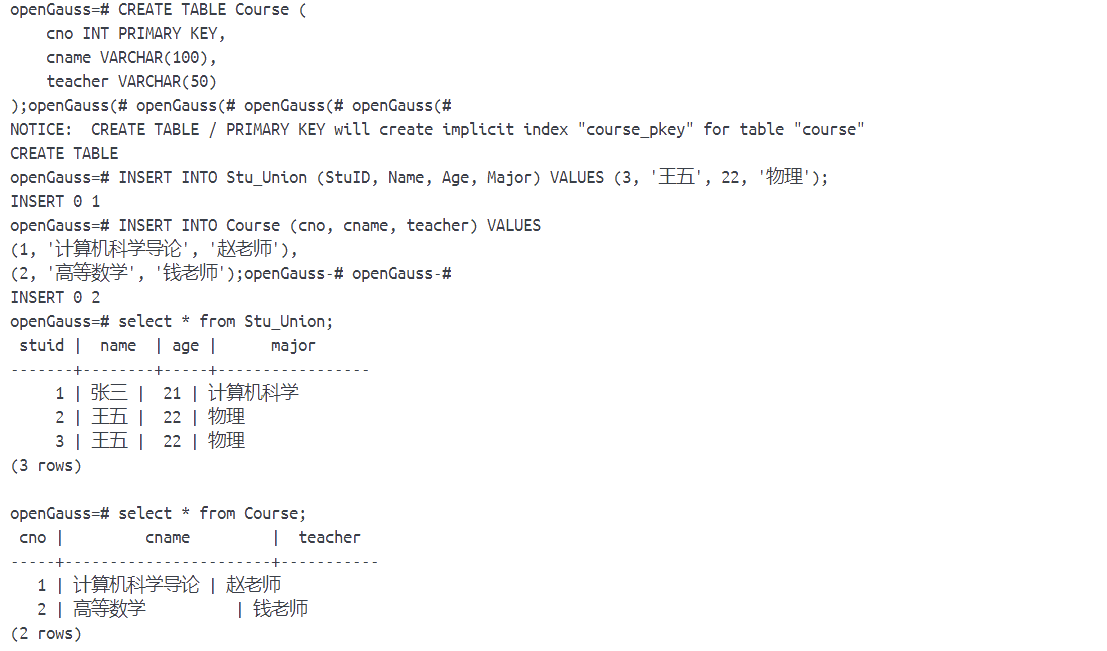 openGauss=# CREATE TABLE Course (
    cno INT PRIMARY KEY,
    cname VARCHAR(100),
    teacher VARCHAR(50)
);openGauss(# openGauss(# openGauss(# openGauss(#
NOTICE:  CREATE TABLE / PRIMARY KEY will create implicit index "course_pkey" for table "course"
CREATE TABLE
openGauss=# INSERT INTO Stu_Union (StuID, Name, Age, Major) VALUES (3, '王五', 22, '物理');
INSERT 0 1
openGauss=# INSERT INTO Course (cno, cname, teacher) VALUES
(1, '计算机科学导论', '赵老师'),
(2, '高等数学', '钱老师');openGauss-# openGauss-#
INSERT 0 2
openGauss=# select * from Stu_Union;
 stuid |  name  | age |      major
-------+--------+-----+-----------------
     1 | 张三 |  21 | 计算机科学
     2 | 王五 |  22 | 物理
     3 | 王五 |  22 | 物理
(3 rows)

openGauss=# select * from Course;
 cno |         cname         |  teacher
-----+-----------------------+-----------
   1 | 计算机科学导论 | 赵老师
   2 | 高等数学          | 钱老师
(2 rows)